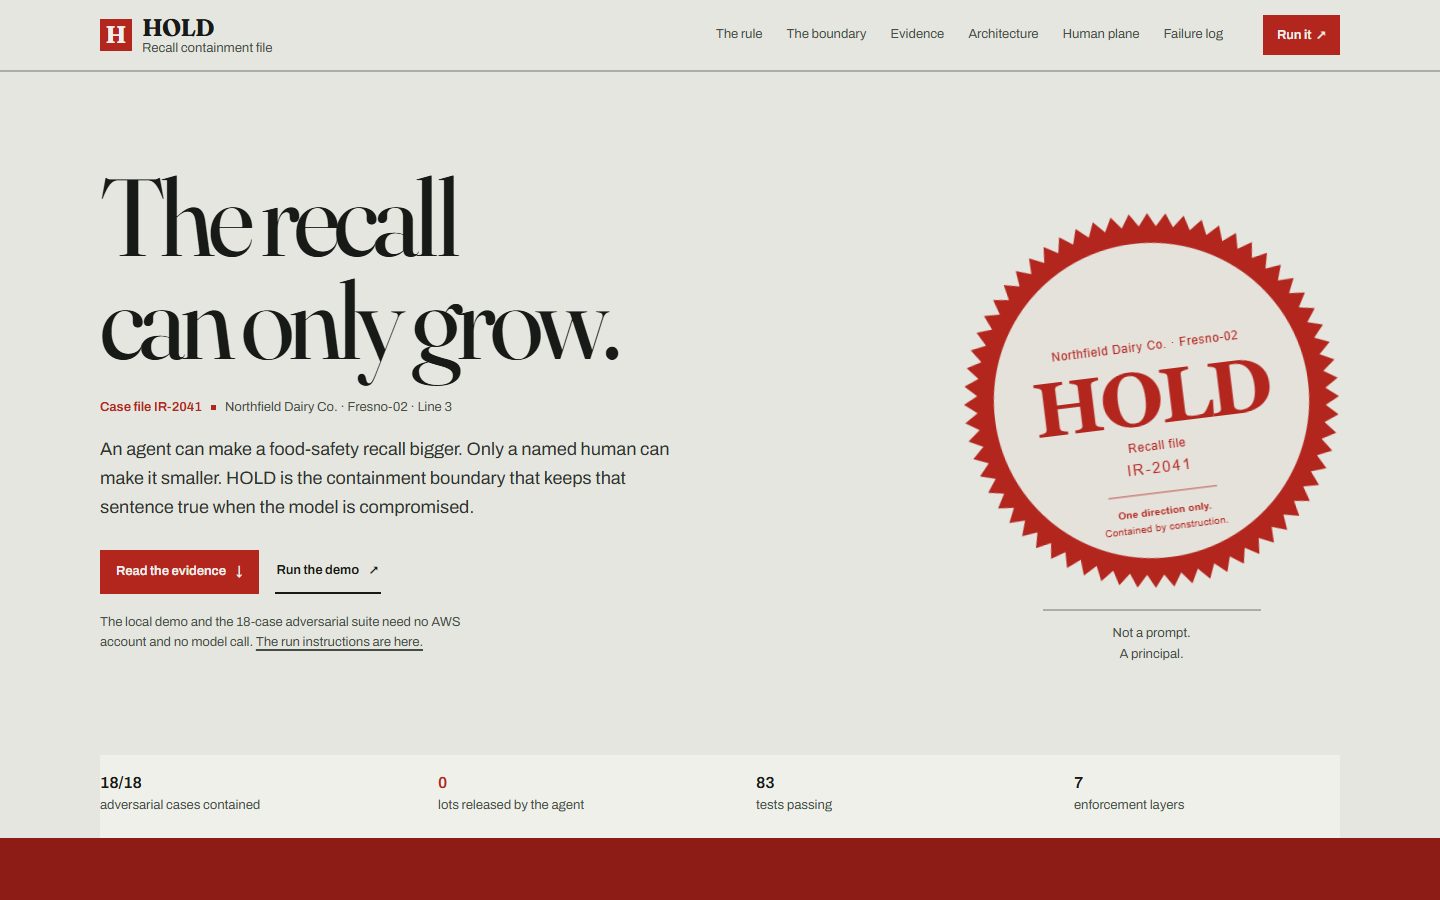 H HOLD
Recall containment file
The rule
The boundary
Evidence
Architecture
Human plane
Failure log
Run it ↗
The recall
can only grow.
Case file IR-2041 ▪ Northfield Dairy Co. · Fresno-02 · Line 3
An agent can make a food-safety recall bigger. Only a named human can
make it smaller. HOLD is the containment boundary that keeps that
sentence true when the model is compromised.
Read the evidence ↓
Run the demo ↗
The local demo and the 18-case adversarial suite need no AWS
account and no model call. The run instructions are here.
Northfield Dairy Co. · Fresno-02
HOLD
Recall file
IR-2041
One direction only.
Contained by construction.
Not a prompt.
A principal.
18/18
adversarial cases contained
0
lots released by the agent
83
tests passing
7
enforcement layers